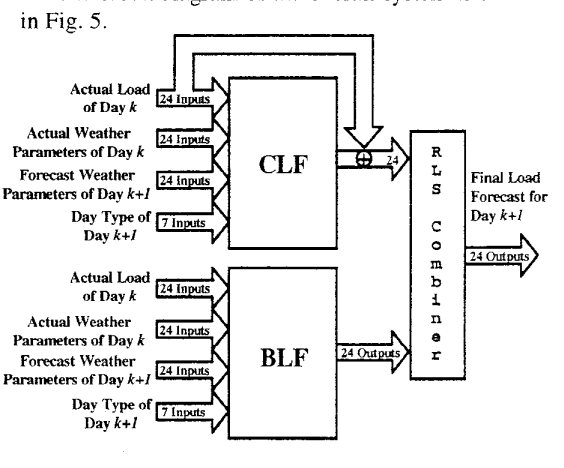 in Fig. 5.
Actual Load
of Day k
24 Inputs
Actual Weather
Parameters of Day k
24 Inputs
Forecast Weather
Parameters of Day k+1
24 Inputs
Day Type of
Day k+1
7 Inputs
CLF
24
Actual Load
of Day k
24 Inputs
Actual Weather
Parameters of Day k
24 Inputs
Forecast Weather
Parameters of Day k+1
24 Inputs
Day Type of
Day k+1
7 Inputs
BLF
24 Outputs
RLS Combiner
Final Load
Forecast for
Day k+1
24 Outputs